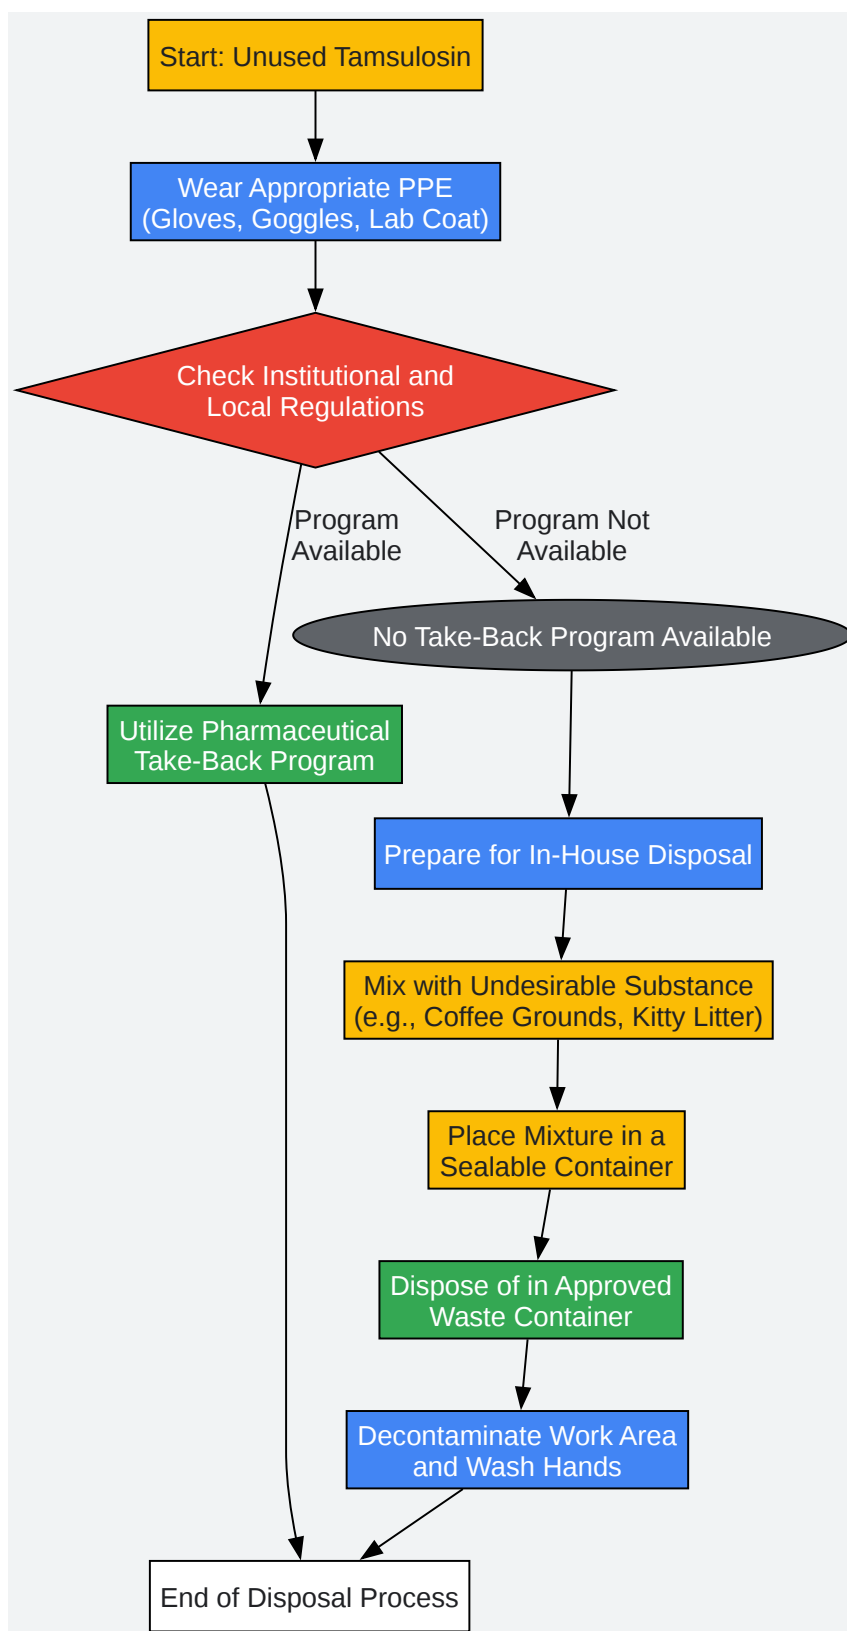 Start: Unused Tamsulosin
Wear Appropriate PPE
(Gloves, Goggles, Lab Coat)
Check Institutional and
Local Regulations
Program
Available
Program Not
Available
No Take-Back Program Available
Utilize Pharmaceutical
Take-Back Program
Prepare for In-House Disposal
Mix with Undesirable Substance
(e.g., Coffee Grounds, Kitty Litter)
Place Mixture in a
Sealable Container
Dispose of in Approved
Waste Container
Decontaminate Work Area
and Wash Hands
End of Disposal Process